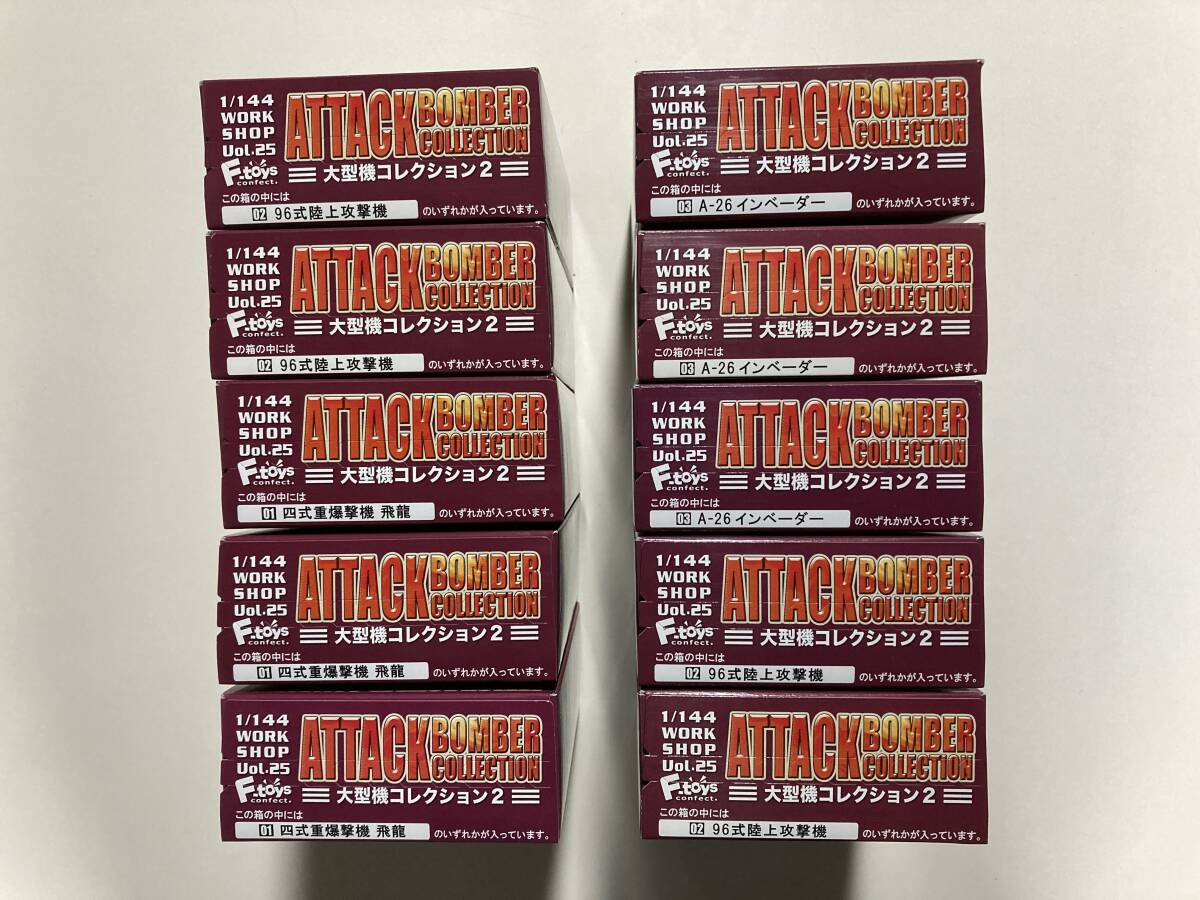 1/144
WORK
SHOP
Vol.25
F-toys
confect.
ATTACK BOMBER
COLLECTION
大型機コレクション2
この箱の中には
02 96式陸上攻撃機
のいずれかが入っています。
1/144
WORK
SHOP
Vol.25
F-toys
confect.
ATTACK BOMBER
COLLECTION
大型機コレクション2
この箱の中には
02 96式陸上攻撃機
のいずれかが入っています。
1/144
WORK
SHOP
Vol.25
F-toys
confect.
ATTACK BOMBER
COLLECTION
大型機コレクション2
この箱の中には
01 四式重爆撃機 飛龍
のいずれかが入っています。
1/144
WORK
SHOP
Vol.25
F-toys
confect.
ATTACK BOMBER
COLLECTION
大型機コレクション2
この箱の中には
01 四式重爆撃機 飛龍
のいずれかが入っています。
1/144
WORK
SHOP
Vol.25
F-toys
confect.
ATTACK BOMBER
COLLECTION
大型機コレクション2
この箱の中には
01 四式重爆撃機 飛龍
のいずれかが入っています。
1/144
WORK
SHOP
Vol.25
F-toys
confect.
ATTACK BOMBER
COLLECTION
大型機コレクション2
この箱の中には
03 A-26インベーダー
のいずれかが入っています。
1/144
WORK
SHOP
Vol.25
F-toys
confect.
ATTACK BOMBER
COLLECTION
大型機コレクション2
この箱の中には
03 A-26インベーダー
のいずれかが入っています。
1/144
WORK
SHOP
Vol.25
F-toys
confect.
ATTACK BOMBER
COLLECTION
大型機コレクション2
この箱の中には
03 A-26インベーダー
のいずれかが入っています。
1/144
WORK
SHOP
Vol.25
F-toys
confect.
ATTACK BOMBER
COLLECTION
大型機コレクション2
この箱の中には
02 96式陸上攻撃機
のいずれかが入っています。
1/144
WORK
SHOP
Vol.25
F-toys
confect.
ATTACK BOMBER
COLLECTION
大型機コレクション2
この箱の中には
02 96式陸上攻撃機
のいずれかが入っています。